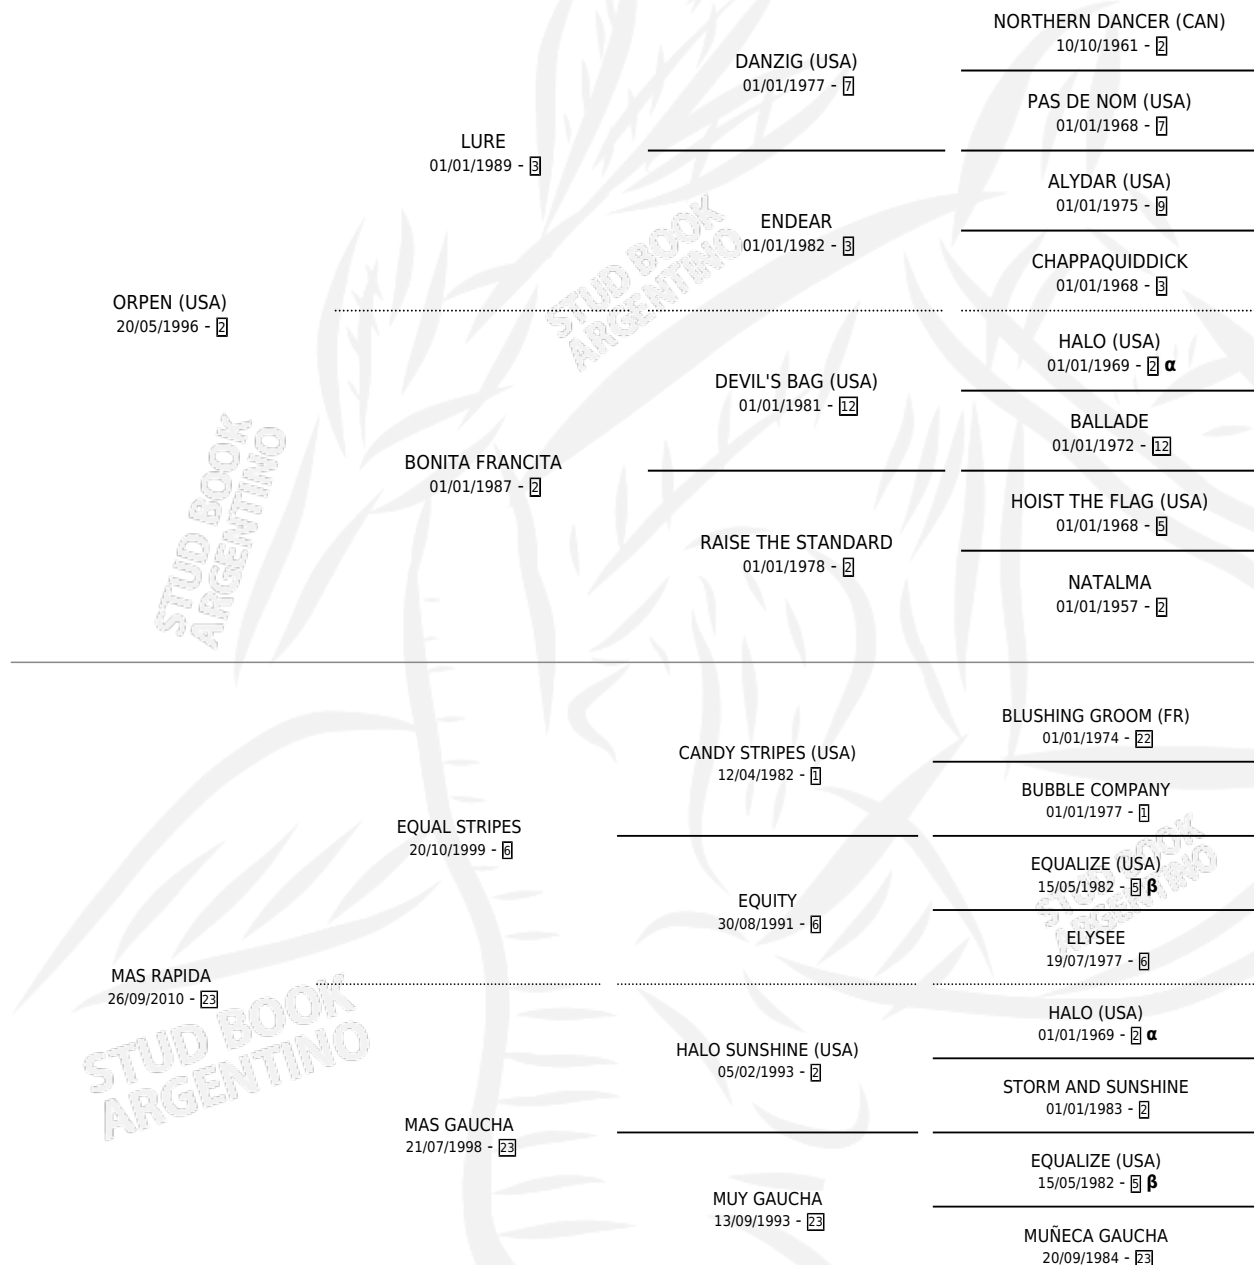 NORTHERN DANCER (CAN)
10/10/1961 - 2
DANZIG (USA)
01/01/1977 - 7
PAS DE NOM (USA)
01/01/1968 - 7
LURE
01/01/1989 - 3
ALYDAR (USA)
01/01/1975 - 9
ENDEAR
01/01/1982 - 3
CHAPPAQUIDDICK
01/01/1968 - 3
ORPEN (USA)
20/05/1996 - 2
HALO (USA)
01/01/1969 - 2 α
DEVIL'S BAG (USA)
01/01/1981 - 12
BALLADE
01/01/1972 - 12
BONITA FRANCITA
01/01/1987 - 2
HOIST THE FLAG (USA)
01/01/1968 - 5
RAISE THE STANDARD
01/01/1978 - 2
NATALMA
01/01/1957 - 2
BLUSHING GROOM (FR)
01/01/1974 - 22
CANDY STRIPES (USA)
12/04/1982 - 1
BUBBLE COMPANY
01/01/1977 - 1
EQUAL STRIPES
20/10/1999 - 6
EQUALIZE (USA)
15/05/1982 - 5 β
EQUITY
30/08/1991 - 6
ELYSEE
19/07/1977 - 6
MAS RAPIDA
26/09/2010 - 23
HALO (USA)
01/01/1969 - 2 α
HALO SUNSHINE (USA)
05/02/1993 - 2
STORM AND SUNSHINE
01/01/1983 - 2
MAS GAUCHA
21/07/1998 - 23
EQUALIZE (USA)
15/05/1982 - 5 β
MUY GAUCHA
13/09/1993 - 23
MUÑECA GAUCHA
20/09/1984 - 23
STUD BOOK
ARGENTINO
STUD BOOK
ARGENTINO
STUD BOOK
ARGENTINO
STUD BOOK
ARGENTINO